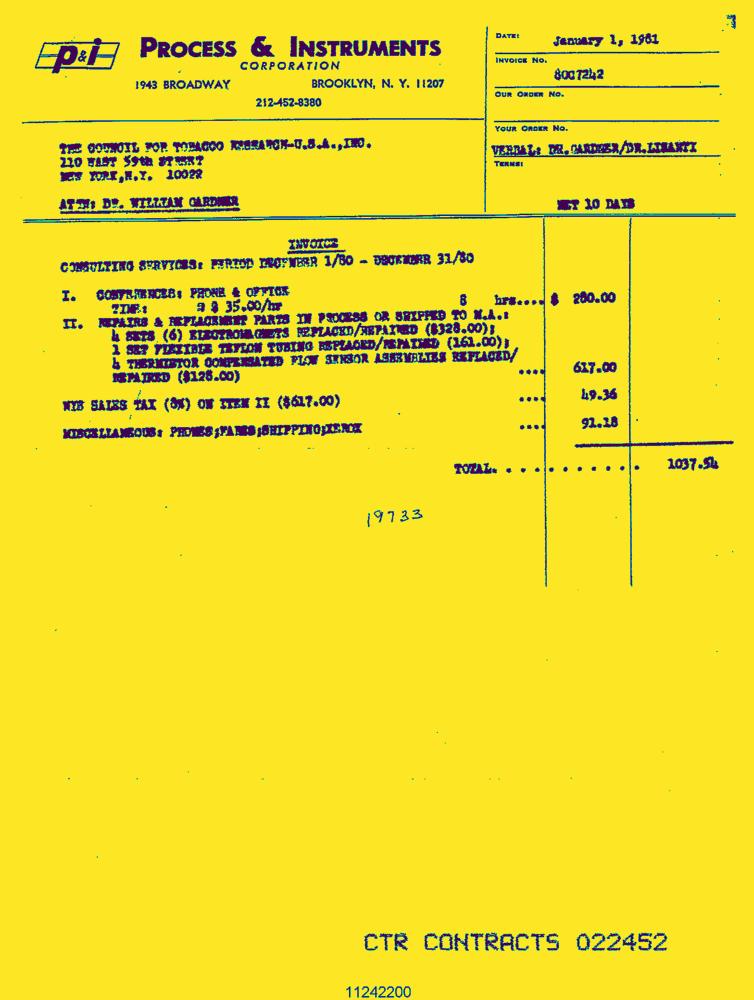 p&i PROCESS & INSTRUMENTS
CORPORATION
1943 BROADWAY BROOKLYN, N. Y. 11207
212-452-8380
DATE: January 1, 1981
INVOICE No.
8007242
OUR ORDER No.
YOUR ORDER No.
VERBAL: DR. GARDNER/DR.LISANTI
TERMS:
NET 10 DAYS
THE COUNCIL FOR TOBACCO RESEARCH-U.S.A.,INC.
110 EAST 59th STREET
NEW YORK,N.Y. 10022
ATTN: DR. WILLIAM GARDNER
INVOICE
CONSULTING SERVICES: PERIOD DECEMBER 1/80 - DECEMBER 31/80
I. CONFERENCES: PHONE & OFFICE
TIME: @ $ 35.00/hr 8 hrs.... $ 280.00
II. REPAIRS & REPLACEMENT PARTS IN PROCESS OR SHIPPED TO M.A.:
4 SETS (6) ELECTROMAGNETS REPLACED/REPAIRED ($328.00);
1 SET FLEXIBLE TEFLON TUBING REPLACED/REPAIRED (161.00);
4 THERMISTOR COMPENSATED FLOW SENSOR ASSEMBLIES REPLACED/
REPAIRED ($128.00) .... 617.00
NYS SALES TAX (8%) ON ITEM II ($617.00) .... 49.36
MISCELLANEOUS: PHONES;FARES;SHIPPING;XEROX .... 91.18
TOTAL. . . . . . . . . . . 1037.54
19733
CTR CONTRACTS 022452
11242200